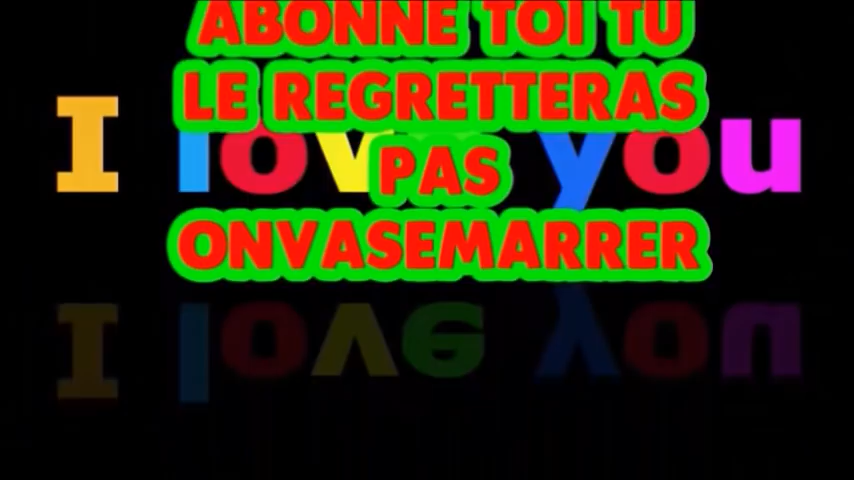 ABONNE TOI TU
LE REGRETTERAS
PAS
ONVASEMARRER
I love you